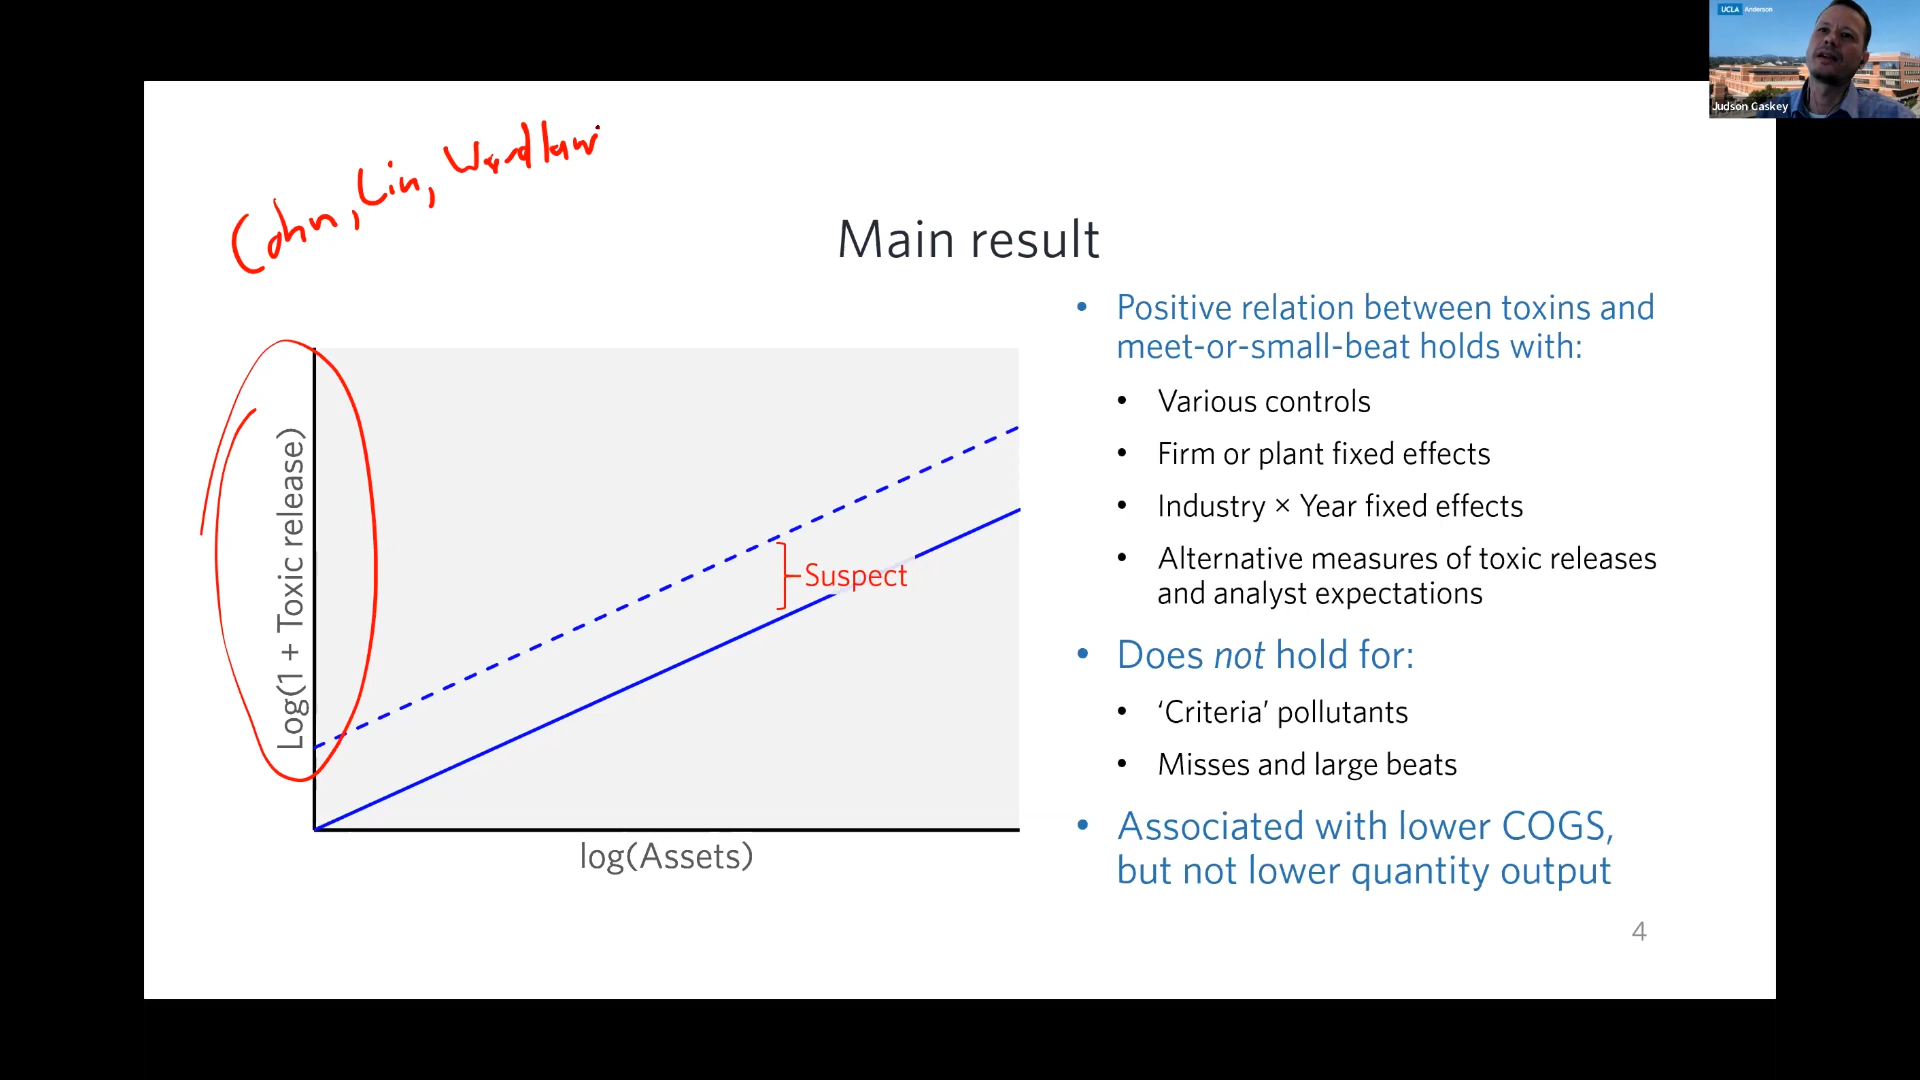 UCLA Anderson
Judson Caskey
Cohn, Lin, Wardlaw
Main result
Log(1 + Toxic release)
Suspect
log(Assets)
• Positive relation between toxins and
meet-or-small-beat holds with:
• Various controls
• Firm or plant fixed effects
• Industry × Year fixed effects
• Alternative measures of toxic releases
and analyst expectations
• Does not hold for:
• ‘Criteria’ pollutants
• Misses and large beats
• Associated with lower COGS,
but not lower quantity output
4